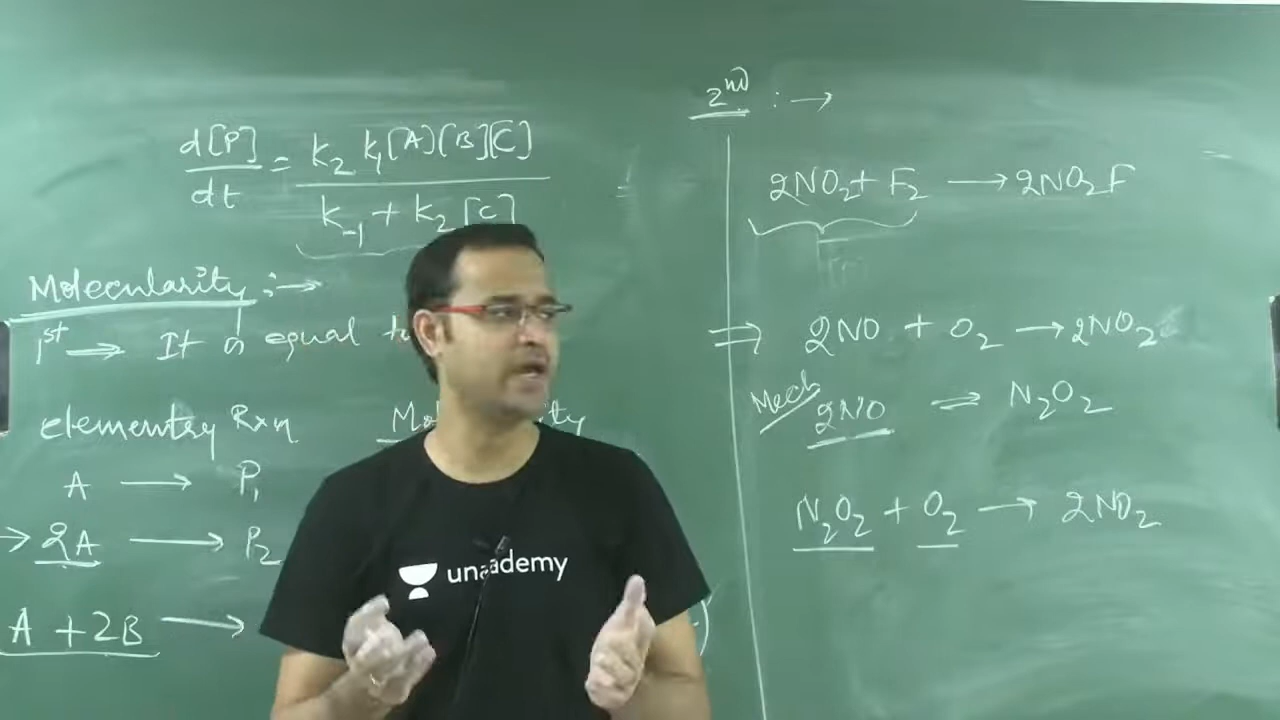 d[P]/dt = k₂ k₁[A][B][C] / k₋₁ + k₂ [C]
Molecularity :→
1st ⇒ It is equal
elementry Rxn
A → P₁
→ 2A → P₂
A + 2B →
unacademy
2nd :→
2NO₂ + F₂ → 2NO₂F
⇒ 2NO + O₂ → 2NO₂
Mech
2NO ⇌ N₂O₂
N₂O₂ + O₂ → 2NO₂